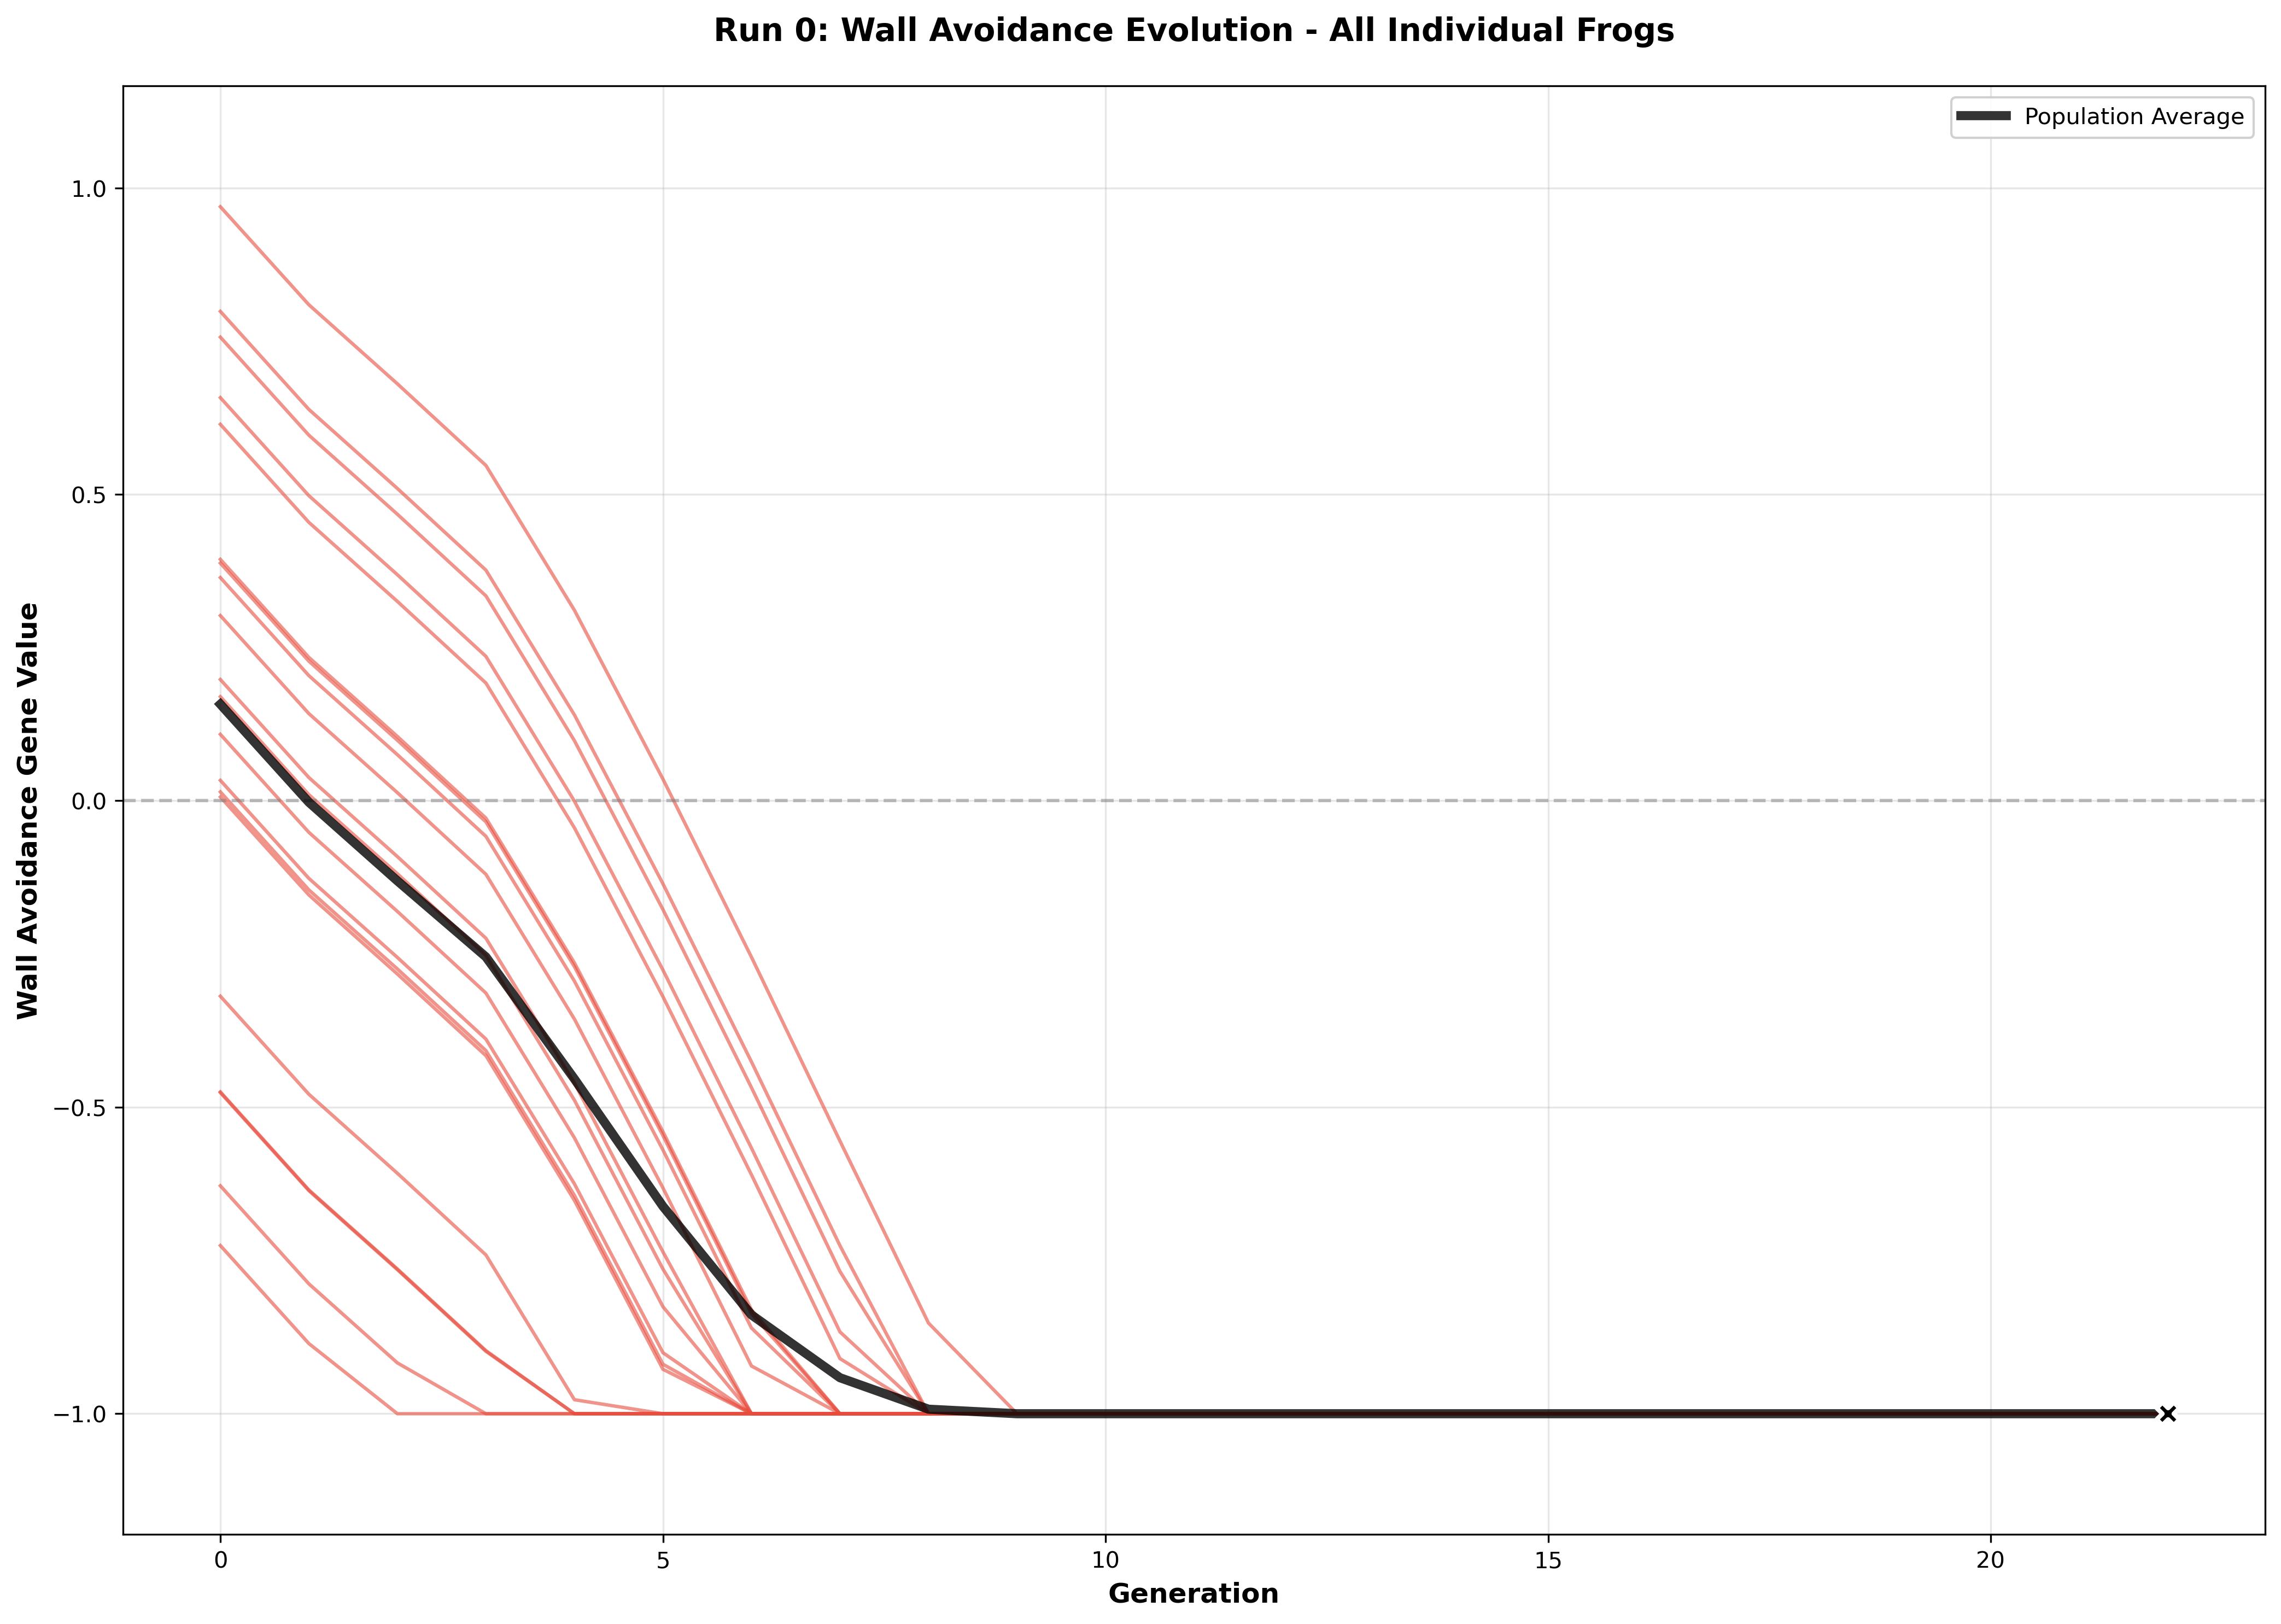 Run 0: Wall Avoidance Evolution - All Individual Frogs
Population Average
Wall Avoidance Gene Value
1.0
0.5
0.0
−0.5
−1.0
0 5 10 15 20
Generation